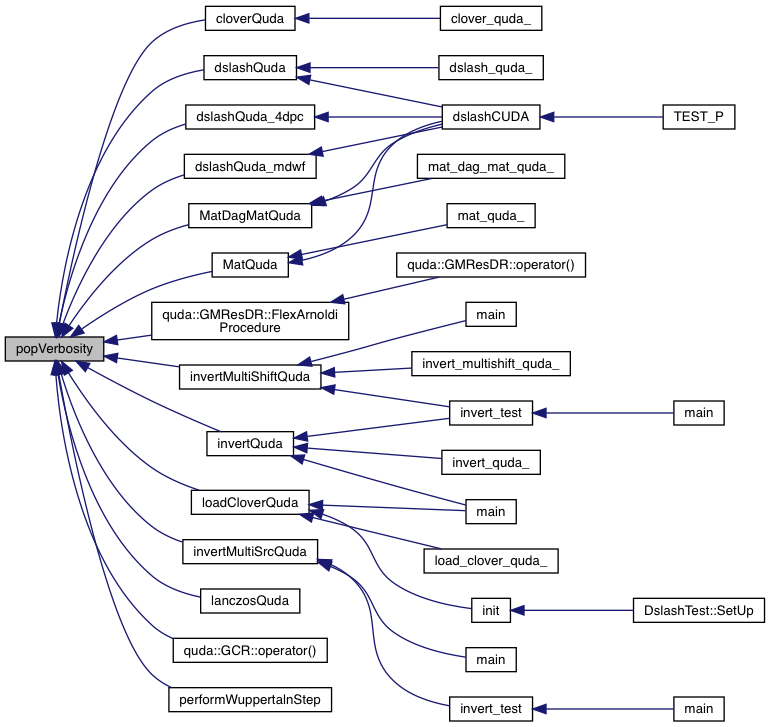 cloverQuda
clover_quda_
dslashQuda
dslash_quda_
dslashQuda_4dpc
dslashCUDA
TEST_P
dslashQuda_mdwf
mat_dag_mat_quda_
MatDagMatQuda
mat_quda_
MatQuda
quda::GMResDR::operator()
quda::GMResDR::FlexArnoldi
Procedure
main
popVerbosity
invertMultiShiftQuda
invert_multishift_quda_
invert_test
main
invertQuda
invert_quda_
loadCloverQuda
main
invertMultiSrcQuda
load_clover_quda_
lanczosQuda
init
DslashTest::SetUp
quda::GCR::operator()
main
performWuppertalnStep
invert_test
main